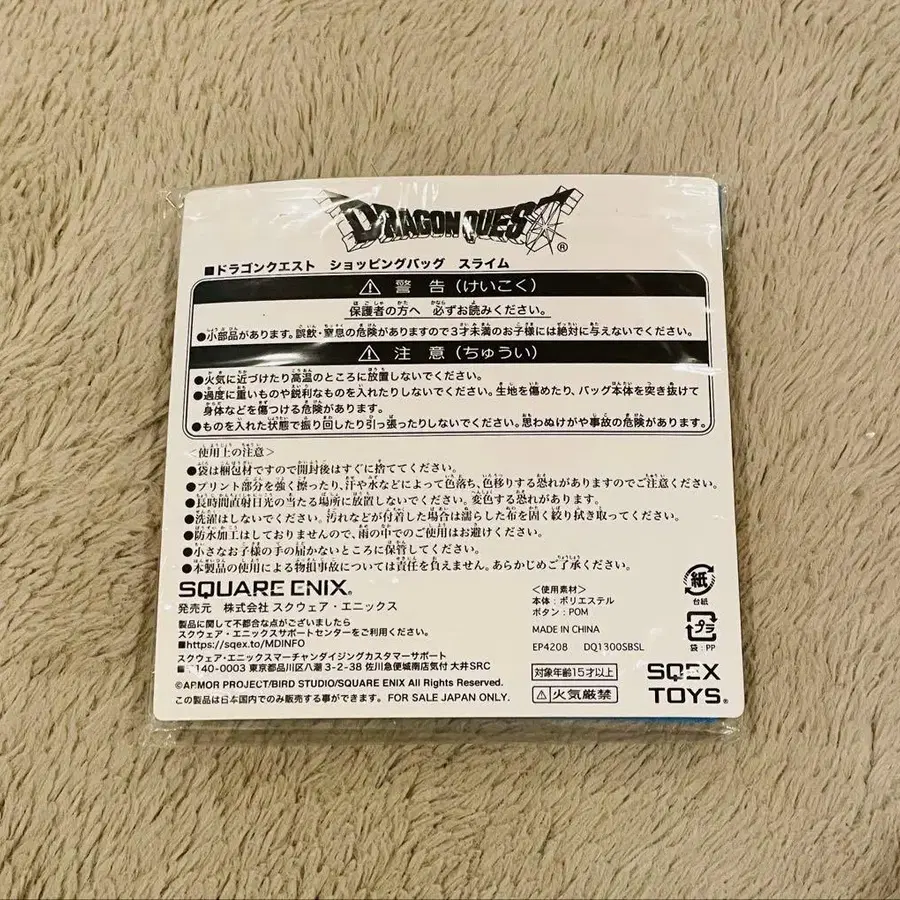 DRAGON QUEST®
■ドラゴンクエスト ショッピングバッグ スライム
⚠ 警告(けいこく)
保護者の方へ 必ずお読みください。
●小部品があります。誤飲・窒息の危険がありますので3才未満のお子様には絶対に与えないでください。
⚠ 注意(ちゅうい)
●火気に近づけたり高温のところに放置しないでください。
●過度に重いものや鋭利なものを入れたりしないでください。生地を傷めたり、バッグ本体を突き抜けて
身体などを傷つける危険があります。
●ものを入れた状態で振り回したり引っ張ったりしないでください。思わぬけがや事故の危険があります。
<使用上の注意>
●袋は梱包材ですので開封後はすぐに捨ててください。
●プリント部分を強く擦ったり、汗や水などによって色落ち、色移りする恐れがありますのでご注意ください。
●長時間直射日光の当たる場所に放置しないでください。変色する恐れがあります。
●洗濯はしないでください。汚れなどが付着した場合は濡らした布を固く絞り拭き取ってください。
●防水加工はしておりませんので、雨の中でのご使用はお避けください。
●小さなお子様の手の届かないところに保管してください。
●本製品の使用による物損事故については責任を負えません。あらかじめご了承ください。
SQUARE ENIX®
発売元 株式会社 スクウェア・エニックス
製品に関して不都合な点がございましたら
スクウェア・エニックスサポートセンターをご利用ください。
■https://sqex.to/MDINFO
スクウェア・エニックスマーチャンダイジングカスタマーサポート
■〒140-0003 東京都品川区八潮 3-2-38 佐川急便城南店気付 大井SRC
©ARMOR PROJECT/BIRD STUDIO/SQUARE ENIX All Rights Reserved.
この製品は日本国内でのみ販売する事ができます。FOR SALE JAPAN ONLY.
<使用素材>
本体:ポリエステル
ボタン:POM
MADE IN CHINA
EP4208 DQ1300SBSL
対象年齢15才以上
⚠火気厳禁
紙
台紙
プラ
袋:PP
SQEX
TOYS®